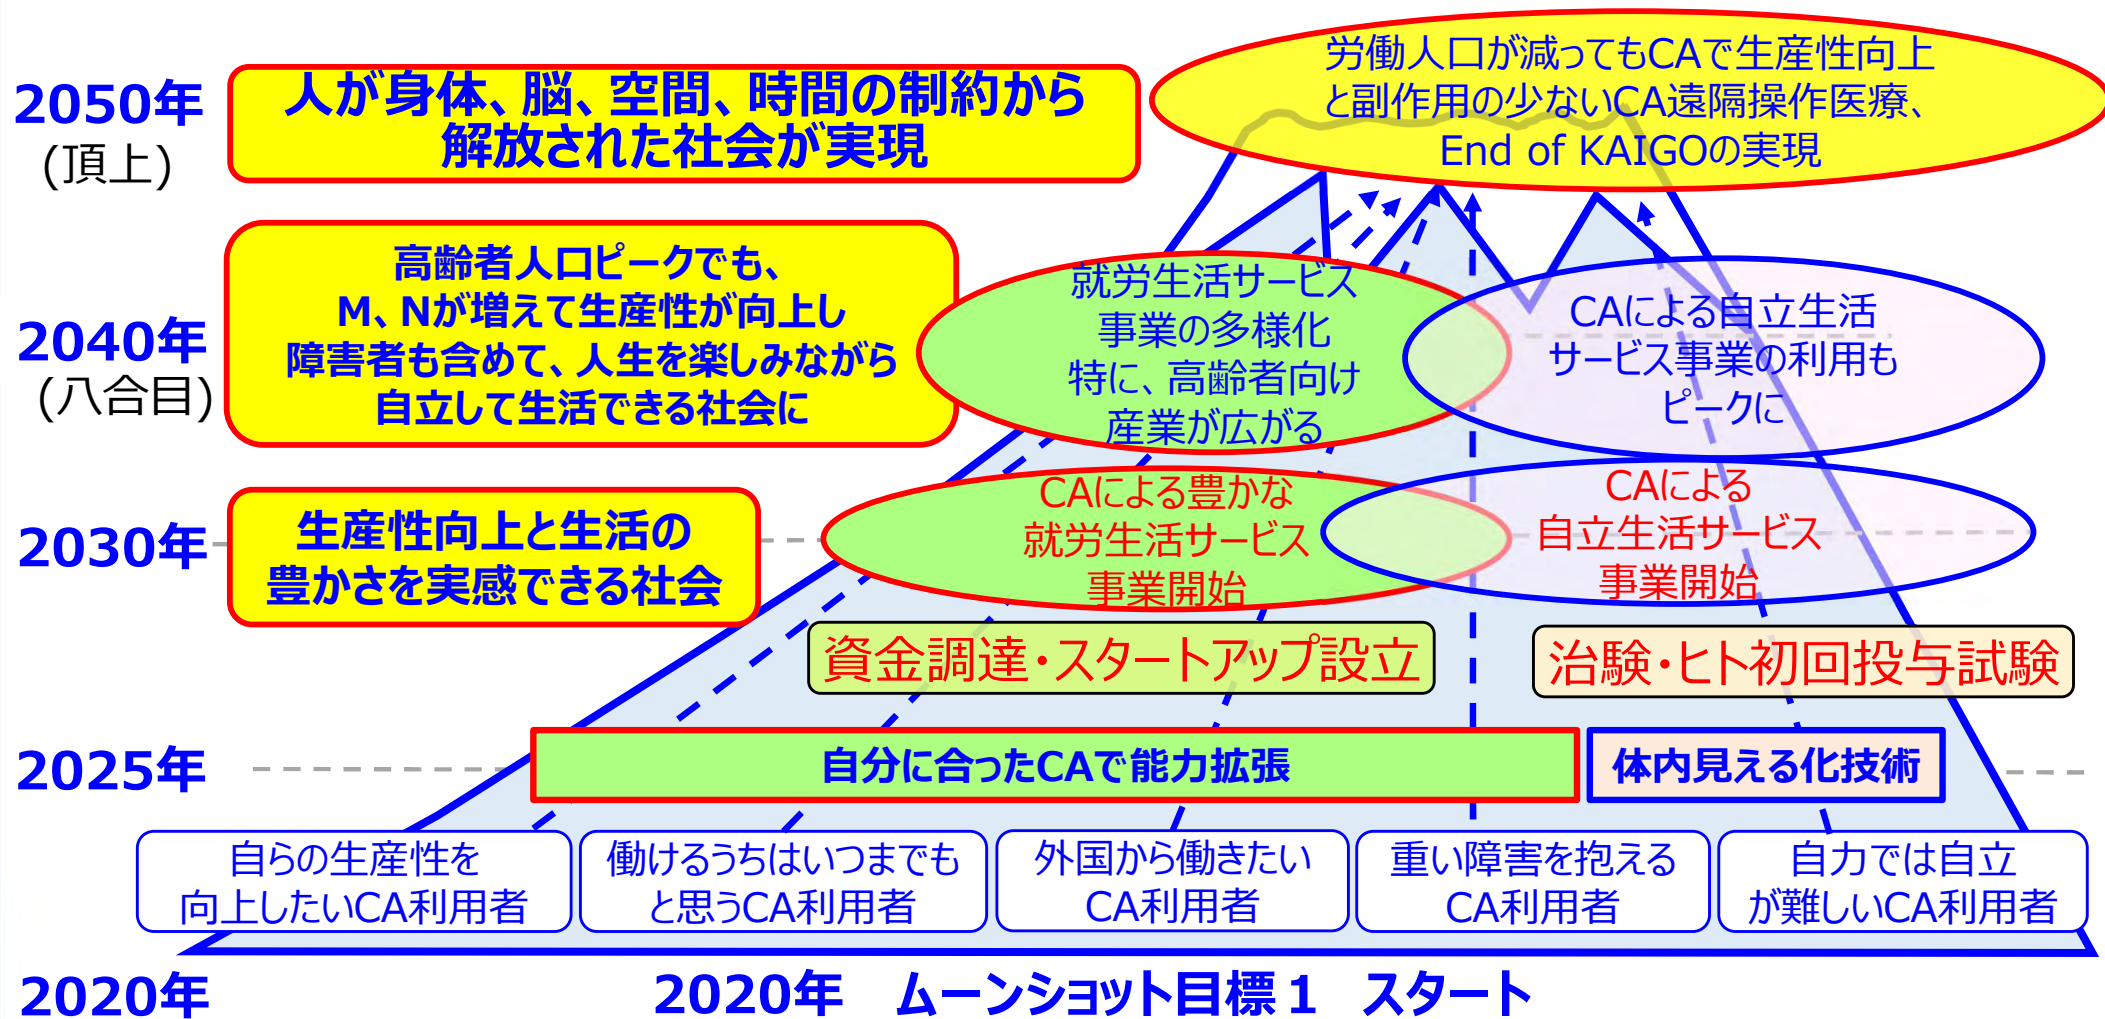 2050年
(頂上)
人が身体、脳、空間、時間の制約から
解放された社会が実現
労働人口が減ってもCAで生産性向上
と副作用の少ないCA遠隔操作医療、
End of KAIGOの実現
2040年
(八合目)
高齢者人口ピークでも、
M、Nが増えて生産性が向上し
障害者も含めて、人生を楽しみながら
自立して生活できる社会に
就労生活サービス
事業の多様化
特に、高齢者向け
産業が広がる
CAによる自立生活
サービス事業の利用も
ピークに
2030年
生産性向上と生活の
豊かさを実感できる社会
CAによる豊かな
就労生活サービス
事業開始
CAによる
自立生活サービス
事業開始
資金調達・スタートアップ設立
治験・ヒト初回投与試験
2025年
自分に合ったCAで能力拡張
体内見える化技術
自らの生産性を
向上したいCA利用者
働けるうちはいつまでも
と思うCA利用者
外国から働きたい
CA利用者
重い障害を抱える
CA利用者
自力では自立
が難しいCA利用者
2020年
2020年　ムーンショット目標1　スタート